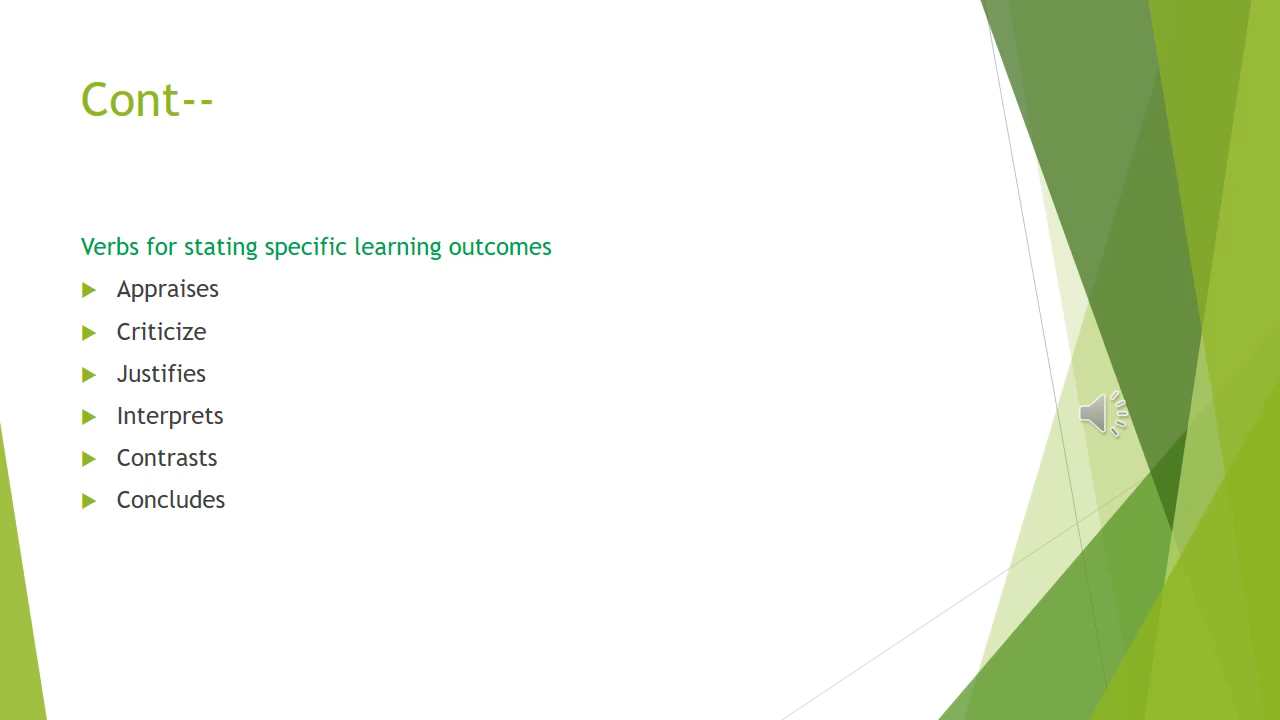 Cont--
Verbs for stating specific learning outcomes
Appraises
Criticize
Justifies
Interprets
Contrasts
Concludes